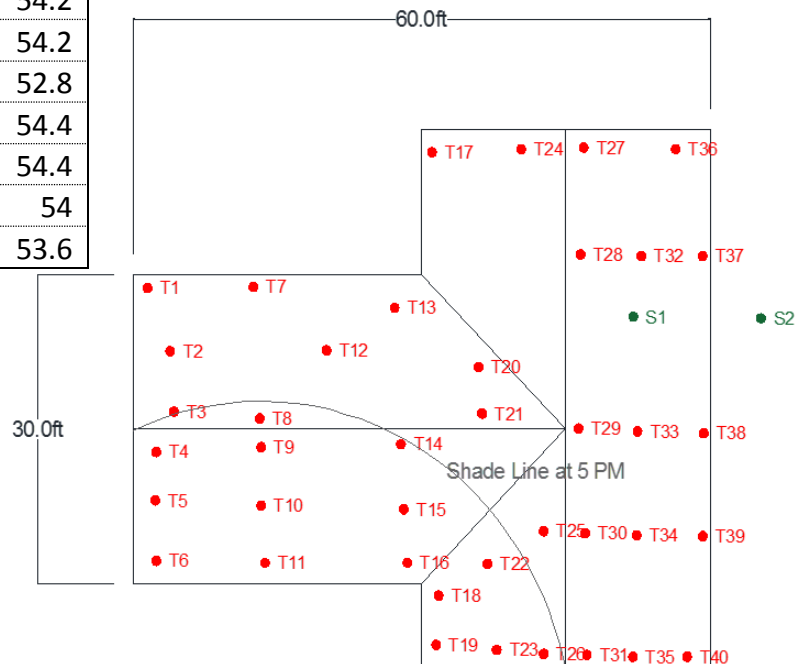 54.2
54.2
52.8
54.4
54.4
54
53.6
60.0ft
T17
T24
T27
T36
T28
T32
T37
T1
T7
T13
S1
S2
T2
T12
T20
T3
T8
T21
30.0ft
T29
T33
T38
T4
T9
T14
Shade Line at 5 PM
T5
T10
T15
T25
T30
T34
T39
T6
T11
T16
T22
T18
T19
T23
T26
T31
T35
T40